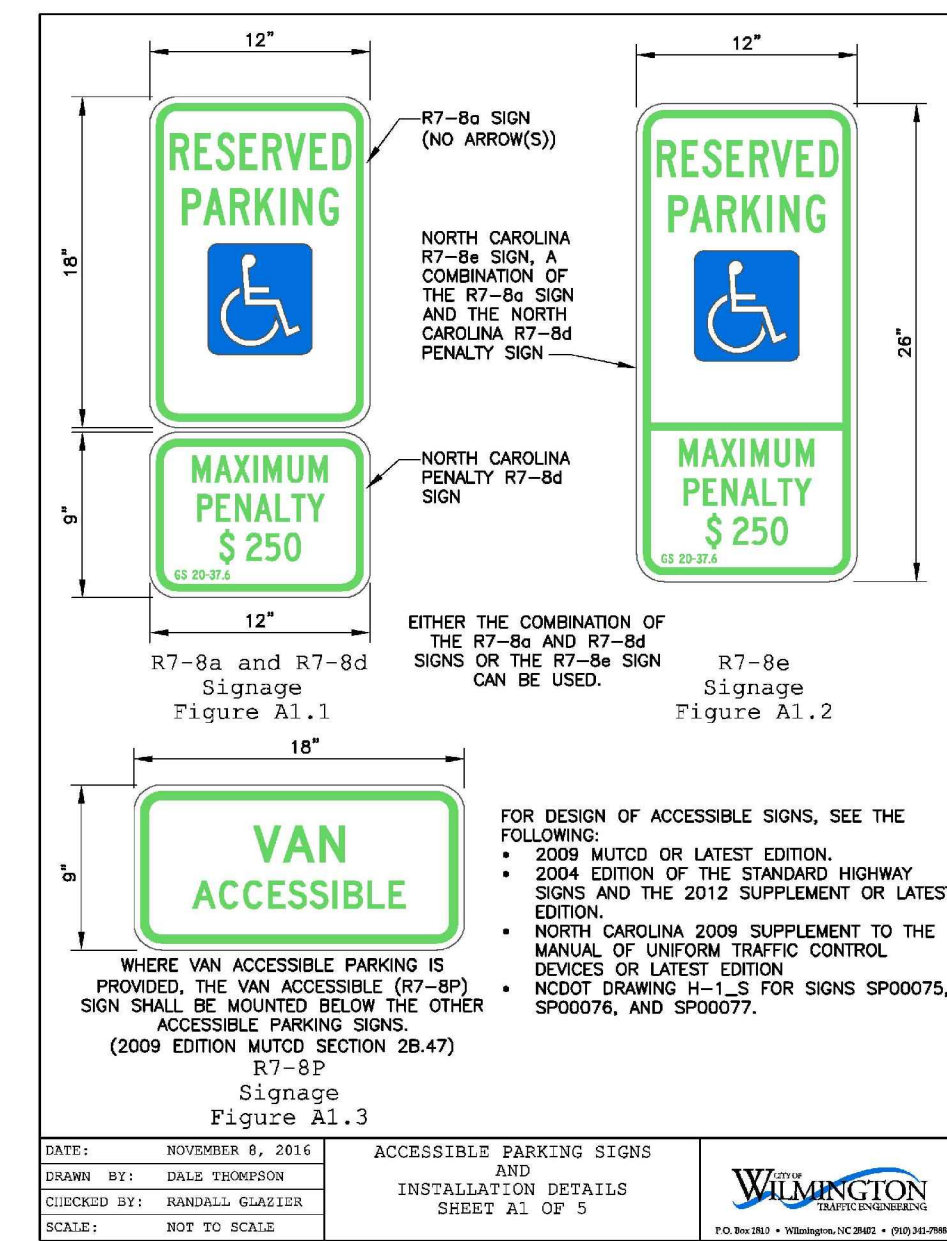 12"
18"
RESERVED
PARKING
R7-8a SIGN
(NO ARROW(S))
9"
MAXIMUM
PENALTY
$ 250
GS 20-37.6
NORTH CAROLINA
PENALTY R7-8d
SIGN
12"
R7-8a and R7-8d
Signage
Figure A1.1
NORTH CAROLINA
R7-8e SIGN, A
COMBINATION OF
THE R7-8a SIGN
AND THE NORTH
CAROLINA R7-8d
PENALTY SIGN
12"
26"
RESERVED
PARKING
MAXIMUM
PENALTY
$ 250
GS 20-37.6
EITHER THE COMBINATION OF
THE R7-8a AND R7-8d
SIGNS OR THE R7-8e SIGN
CAN BE USED.
R7-8e
Signage
Figure A1.2
18"
9"
VAN
ACCESSIBLE
WHERE VAN ACCESSIBLE PARKING IS
PROVIDED, THE VAN ACCESSIBLE (R7-8P)
SIGN SHALL BE MOUNTED BELOW THE OTHER
ACCESSIBLE PARKING SIGNS.
(2009 EDITION MUTCD SECTION 2B.47)
R7-8P
Signage
Figure A1.3
FOR DESIGN OF ACCESSIBLE SIGNS, SEE THE
FOLLOWING:
• 2009 MUTCD OR LATEST EDITION.
• 2004 EDITION OF THE STANDARD HIGHWAY
SIGNS AND THE 2012 SUPPLEMENT OR LATEST
EDITION.
• NORTH CAROLINA 2009 SUPPLEMENT TO THE
MANUAL OF UNIFORM TRAFFIC CONTROL
DEVICES OR LATEST EDITION
• NCDOT DRAWING H-1_S FOR SIGNS SP00075,
SP00076, AND SP00077.
DATE: NOVEMBER 8, 2016
DRAWN BY: DALE THOMPSON
CHECKED BY: RANDALL GLAZIER
SCALE: NOT TO SCALE
ACCESSIBLE PARKING SIGNS
AND
INSTALLATION DETAILS
SHEET A1 OF 5
CITY OF
WILMINGTON
TRAFFIC ENGINEERING
P.O. Box 1810 • Wilmington, NC 28402 • (910) 341-7888